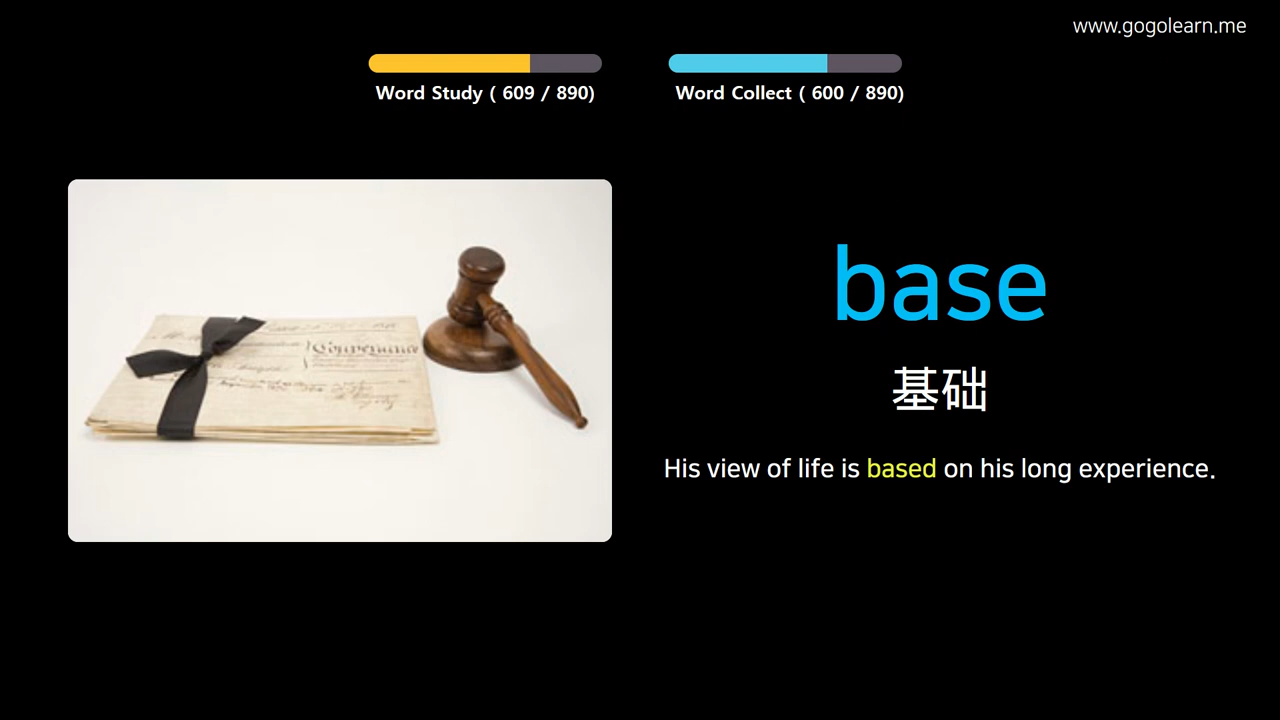 www.gogolearn.me
Word Study ( 609 / 890)
Word Collect ( 600 / 890)
Conveyance
base
基础
His view of life is based on his long experience.